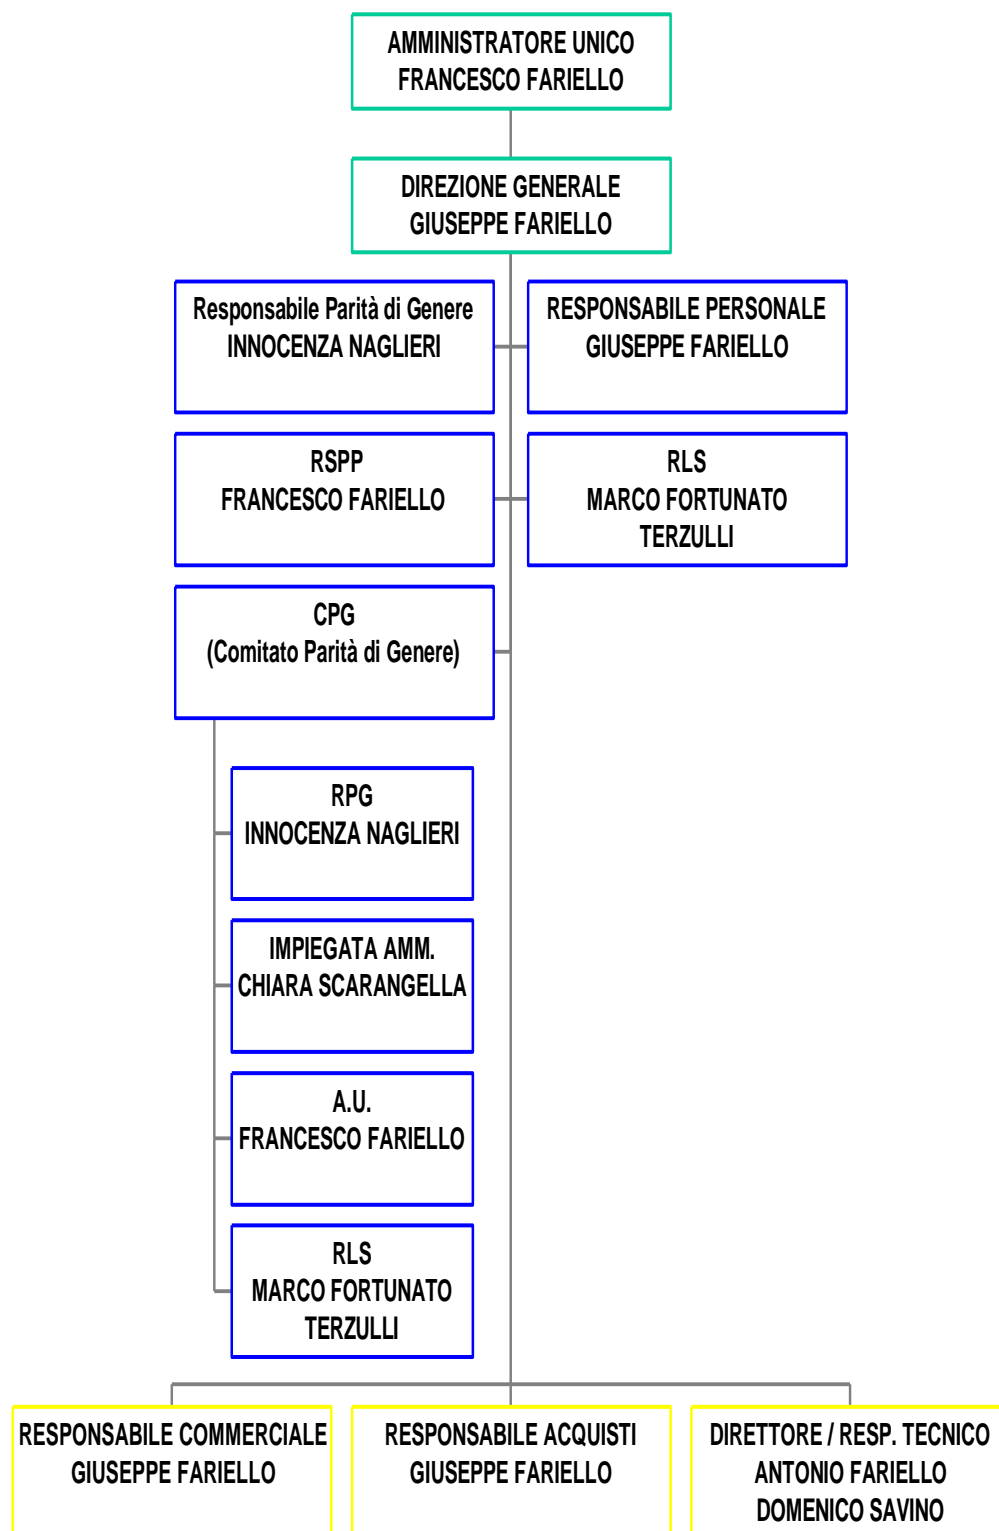 AMMINISTRATORE UNICO
FRANCESCO FARIELLO
DIREZIONE GENERALE
GIUSEPPE FARIELLO
Responsabile Parità di Genere
INNOCENZA NAGLIERI
RESPONSABILE PERSONALE
GIUSEPPE FARIELLO
RSPP
FRANCESCO FARIELLO
RLS
MARCO FORTUNATO
TERZULLI
CPG
(Comitato Parità di Genere)
RPG
INNOCENZA NAGLIERI
IMPIEGATA AMM.
CHIARA SCARANGELLA
A.U.
FRANCESCO FARIELLO
RLS
MARCO FORTUNATO
TERZULLI
RESPONSABILE COMMERCIALE
GIUSEPPE FARIELLO
RESPONSABILE ACQUISTI
GIUSEPPE FARIELLO
DIRETTORE / RESP. TECNICO
ANTONIO FARIELLO
DOMENICO SAVINO